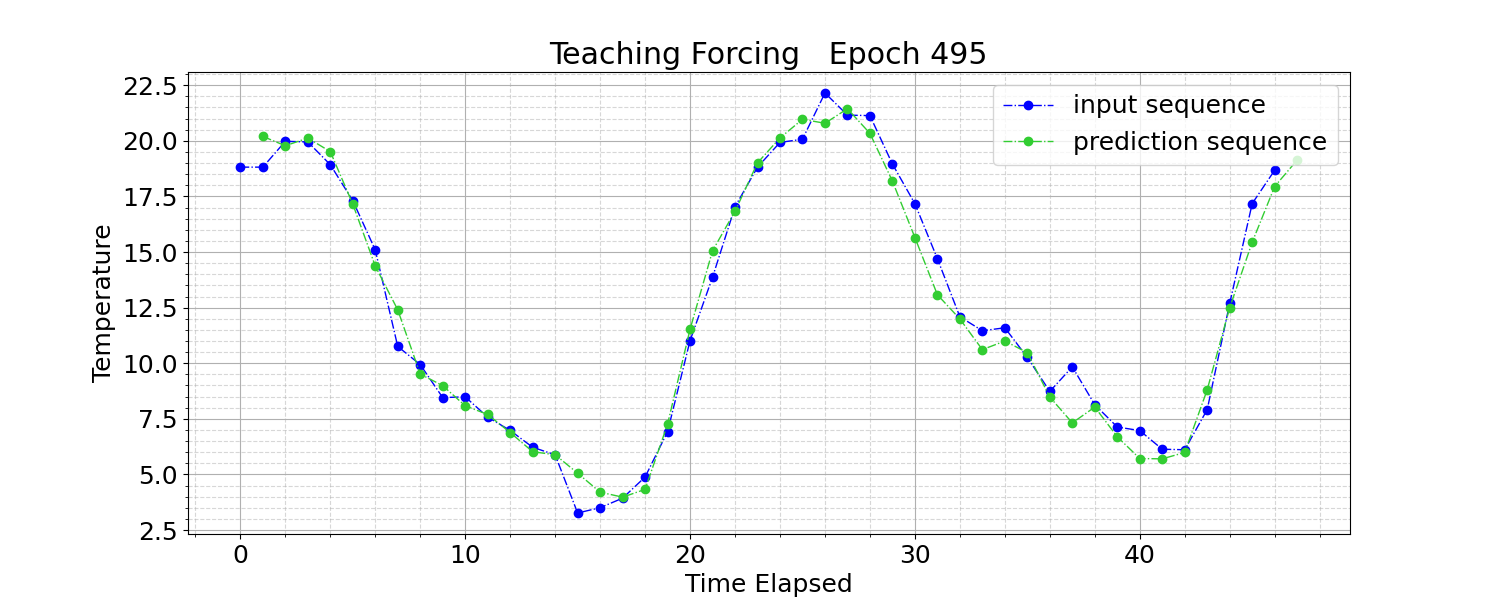 Teaching Forcing   Epoch 495
22.5
20.0
17.5
15.0
12.5
10.0
7.5
5.0
2.5
Temperature
input sequence
prediction sequence
0 10 20 30 40
Time Elapsed